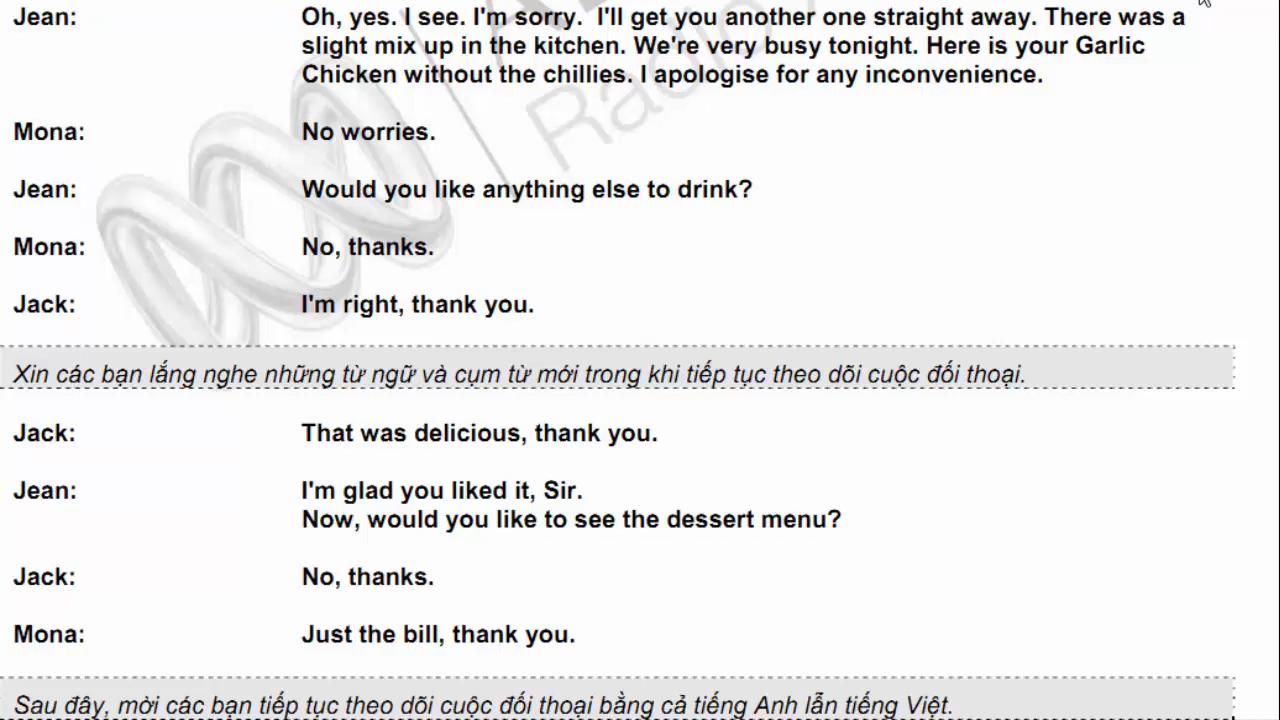 Jean: Oh, yes. I see. I'm sorry. I'll get you another one straight away. There was a
slight mix up in the kitchen. We're very busy tonight. Here is your Garlic
Chicken without the chillies. I apologise for any inconvenience.
Mona: No worries.
Jean: Would you like anything else to drink?
Mona: No, thanks.
Jack: I'm right, thank you.
Xin các bạn lắng nghe những từ ngữ và cụm từ mới trong khi tiếp tục theo dõi cuộc đối thoại.
Jack: That was delicious, thank you.
Jean: I'm glad you liked it, Sir.
Now, would you like to see the dessert menu?
Jack: No, thanks.
Mona: Just the bill, thank you.
Sau đây, mời các bạn tiếp tục theo dõi cuộc đối thoại bằng cả tiếng Anh lẫn tiếng Việt.
Radio